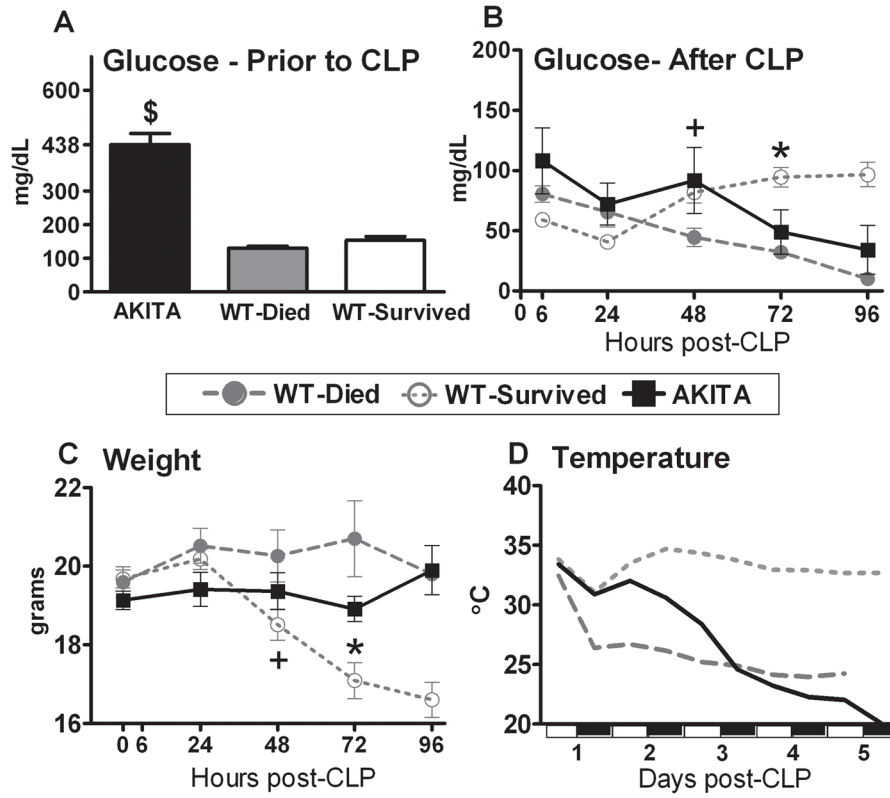 A
Glucose - Prior to CLP
mg/dL
600
438
300
200
100
0
$
AKITA
WT-Died
WT-Survived
B
Glucose- After CLP
mg/dL
200
150
100
50
0
+
*
0 6 24 48 72 96
Hours post-CLP
WT-Died
WT-Survived
AKITA
C
Weight
grams
22
20
18
16
+
*
0 6 24 48 72 96
Hours post-CLP
D
Temperature
°C
40
35
30
25
20
1 2 3 4 5
Days post-CLP